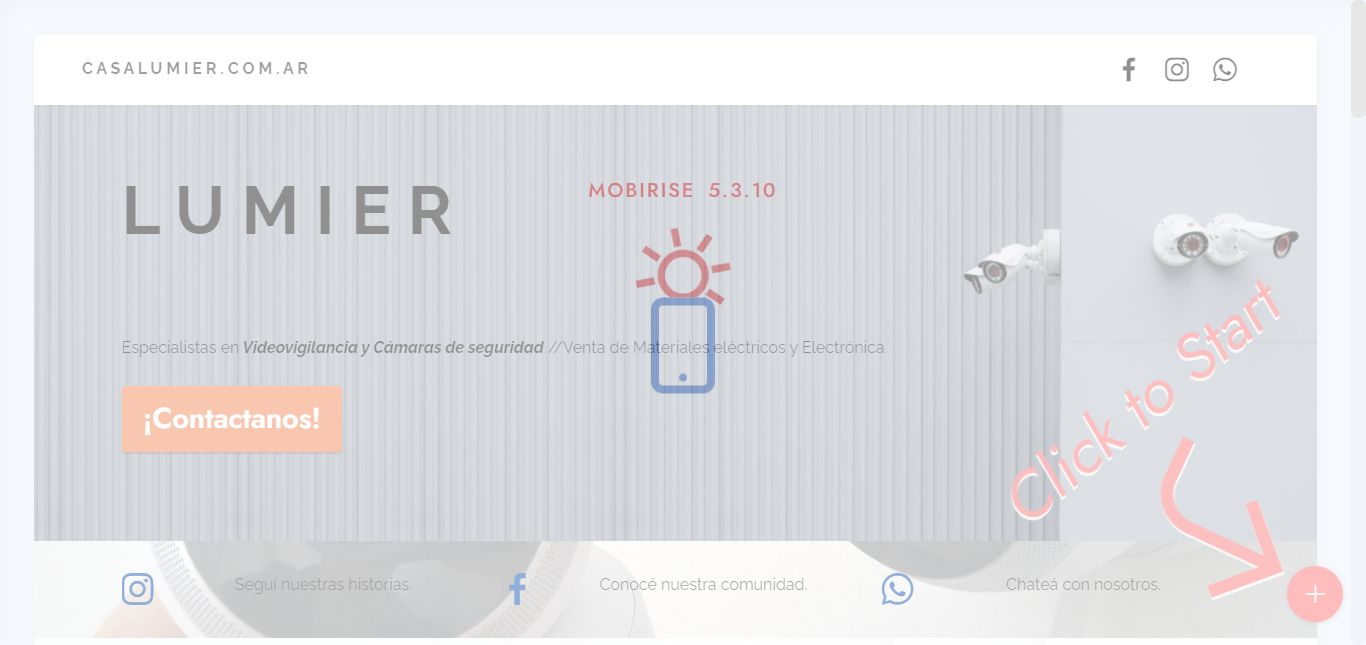 CASALUMIER.COM.AR
LUMIER
MOBIRISE 5.3.10
Especialistas en Videovigilancia y Cámaras de seguridad //Venta de Materiales eléctricos y Electrónica
¡Contactanos!
Click to Start
Seguí nuestras historias.
Conocé nuestra comunidad.
Chateá con nosotros.